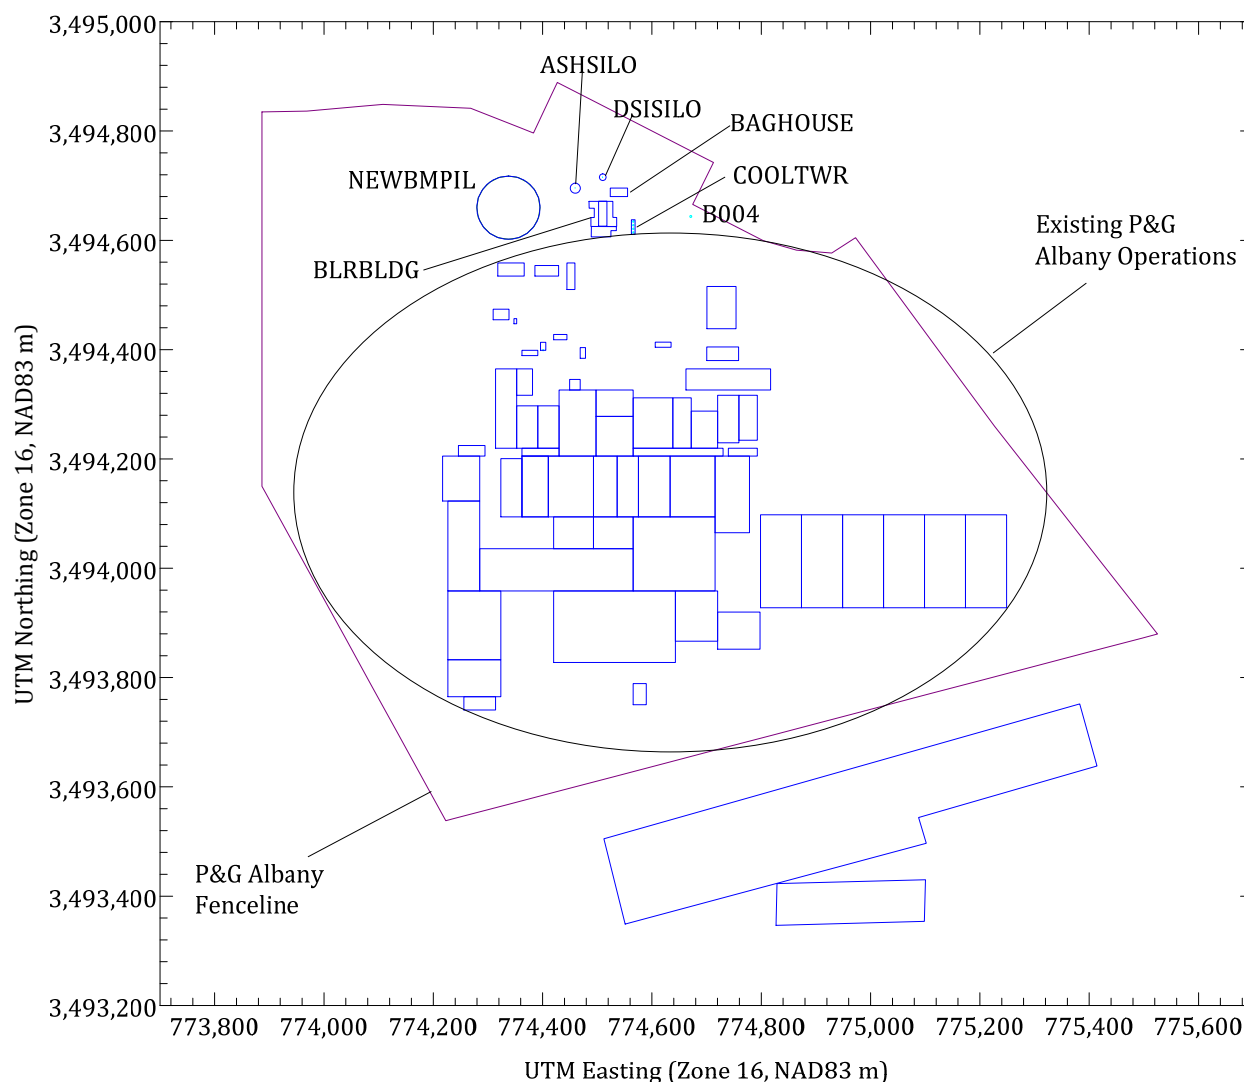 3,495,000
ASHSILO
DSISILO
3,494,800
BAGHOUSE
COOLTWR
NEWBMPIL
B004
Existing P&G
Albany Operations
3,494,600
BLRBLDG
3,494,400
UTM Northing (Zone 16, NAD83 m)
3,494,200
3,494,000
3,493,800
3,493,600
P&G Albany
Fenceline
3,493,400
3,493,200
773,800 774,000 774,200 774,400 774,600 774,800 775,000 775,200 775,400 775,600
UTM Easting (Zone 16, NAD83 m)